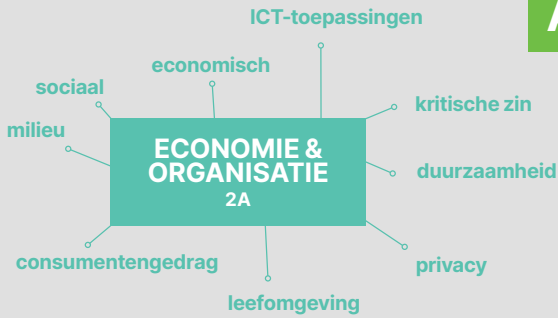 ICT-toepassingen
economisch
sociaal
kritische zin
milieu
ECONOMIE &
ORGANISATIE
2A
duurzaamheid
consumentengedrag
privacy
leefomgeving